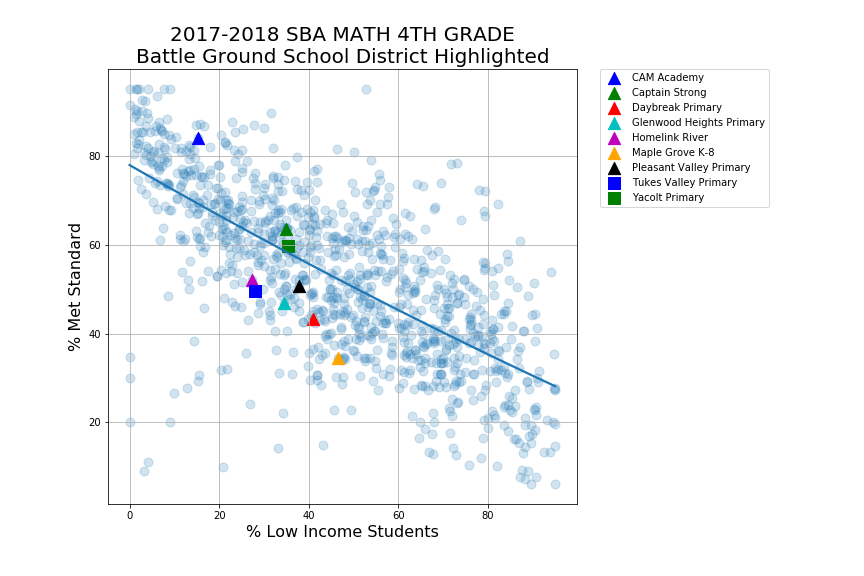 2017-2018 SBA MATH 4TH GRADE
Battle Ground School District Highlighted
CAM Academy
Captain Strong
Daybreak Primary
Glenwood Heights Primary
Homelink River
Maple Grove K-8
Pleasant Valley Primary
Tukes Valley Primary
Yacolt Primary
% Met Standard
80
60
40
20
0
20
40
60
80
% Low Income Students